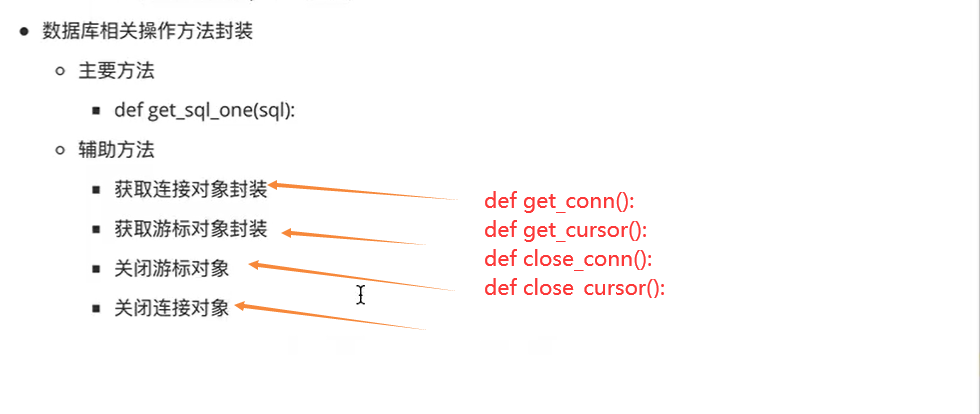 数据库相关操作方法封装
主要方法
def get_sql_one(sql):
辅助方法
获取连接对象封装
获取游标对象封装
关闭游标对象
关闭连接对象
def get_conn():
def get_cursor():
def close_conn():
def close cursor():